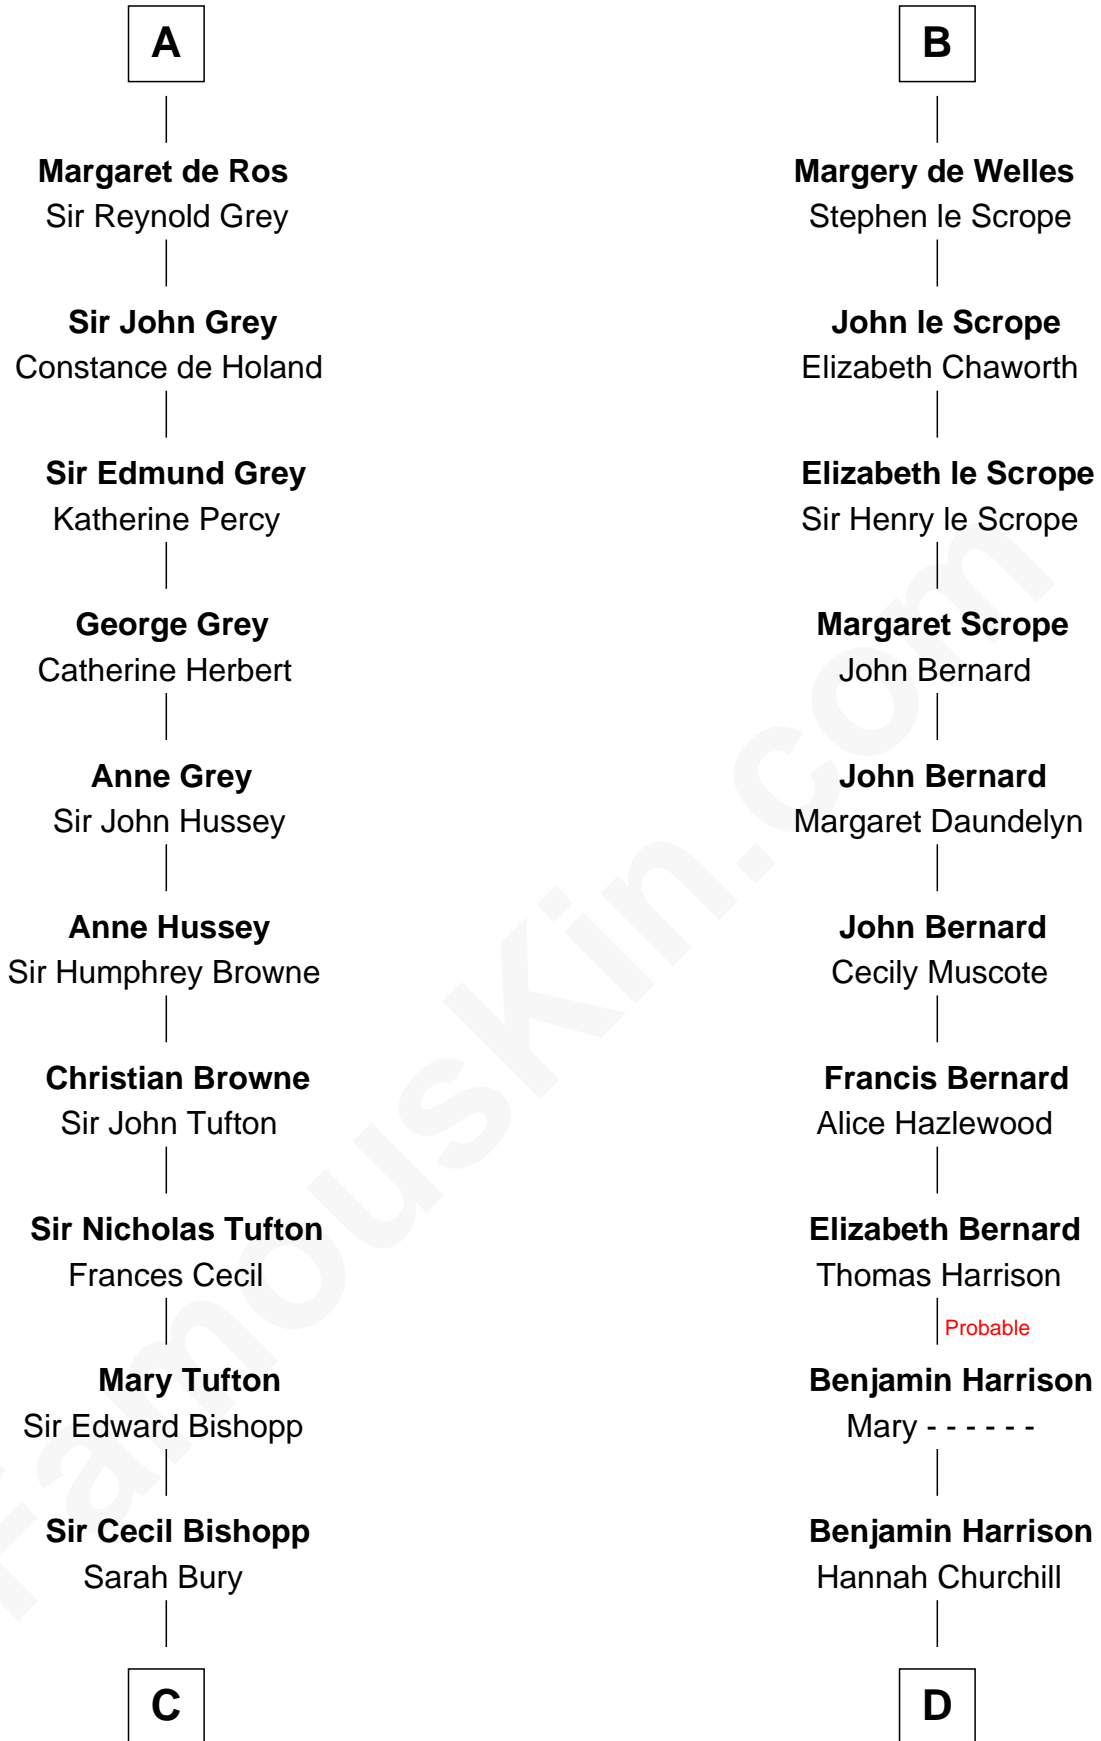 A
Margaret de Ros
Sir Reynold Grey
Sir John Grey
Constance de Holand
Sir Edmund Grey
Katherine Percy
George Grey
Catherine Herbert
Anne Grey
Sir John Hussey
Anne Hussey
Sir Humphrey Browne
Christian Browne
Sir John Tufton
Sir Nicholas Tufton
Frances Cecil
Mary Tufton
Sir Edward Bishopp
Sir Cecil Bishopp
Sarah Bury
C
B
Margery de Welles
Stephen le Scrope
John le Scrope
Elizabeth Chaworth
Elizabeth le Scrope
Sir Henry le Scrope
Margaret Scrope
John Bernard
John Bernard
Margaret Daundelyn
John Bernard
Cecily Muscote
Francis Bernard
Alice Hazlewood
Elizabeth Bernard
Thomas Harrison
Probable
Benjamin Harrison
Mary - - - - - -
Benjamin Harrison
Hannah Churchill
D
FamousKin.com